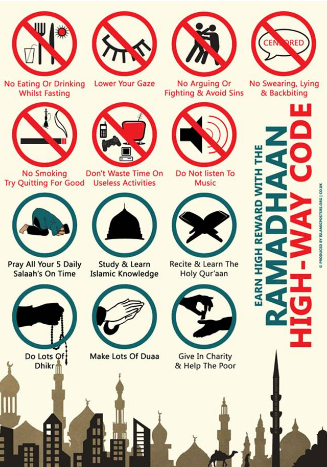 No Eating Or Drinking
Whilst Fasting
Lower Your Gaze
No Arguing Or
Fighting & Avoid Sins
CENSORED
No Swearing, Lying
& Backbiting
No Smoking
Try Quitting For Good
Don't Waste Time On
Useless Activities
Do Not listen To
Music
Pray All Your 5 Daily
Salaah's On Time
Study & Learn
Islamic Knowledge
Recite & Learn The
Holy Qur'aan
Do Lots Of
Dhikr
Make Lots Of Duaa
Give In Charity
& Help The Poor
EARN HIGH REWARD WITH THE
RAMADHAAN
HIGH-WAY CODE
© PRODUCED BY ISLAMICPOSTERS.CO.UK